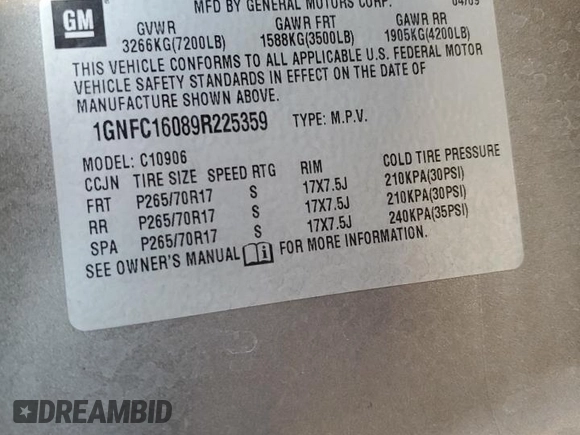 GM
MFD BY GENERAL MOTORS CORP. 04/09
GVWR GAWR FRT GAWR RR
3266KG(7200LB) 1588KG(3500LB) 1905KG(4200LB)
THIS VEHICLE CONFORMS TO ALL APPLICABLE U.S. FEDERAL MOTOR
VEHICLE SAFETY STANDARDS IN EFFECT ON THE DATE OF
MANUFACTURE SHOWN ABOVE.
1GNFC16089R225359 TYPE: M.P.V.
MODEL: C10906
CCJN TIRE SIZE SPEED RTG RIM COLD TIRE PRESSURE
FRT P265/70R17 S 17X7.5J 210KPA(30PSI)
RR P265/70R17 S 17X7.5J 210KPA(30PSI)
SPA P265/70R17 S 17X7.5J 240KPA(35PSI)
SEE OWNER'S MANUAL FOR MORE INFORMATION.
DREAMBID